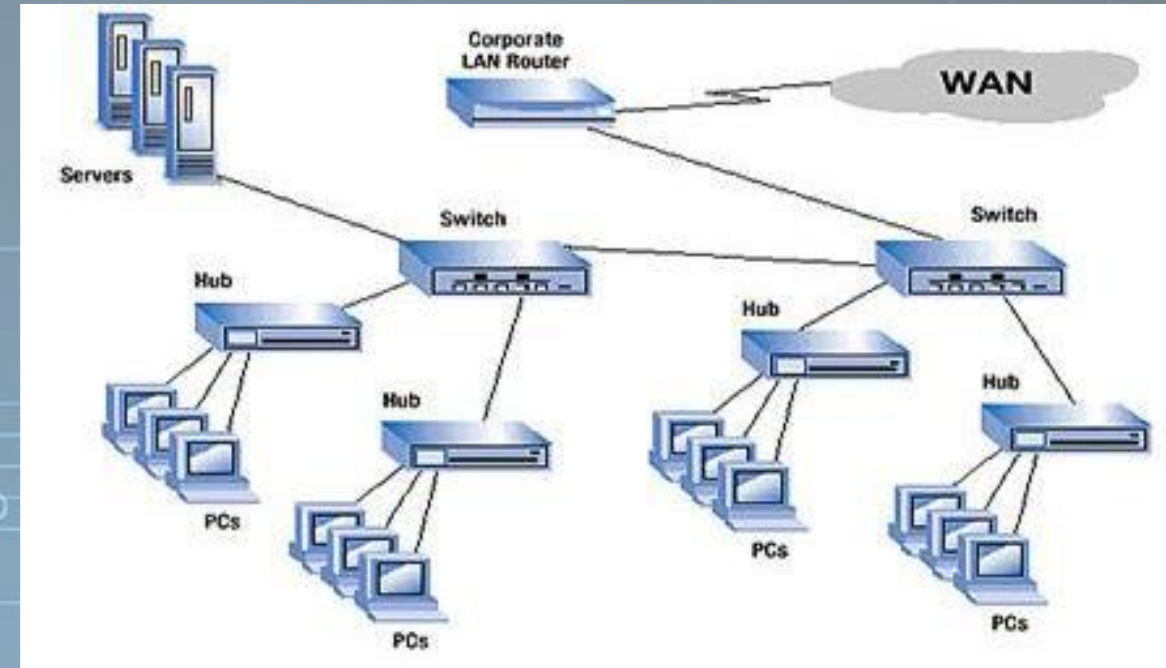 Corporate
LAN Router
WAN
Servers
Switch
Switch
Hub
Hub
Hub
Hub
PCs
PCs
PCs
PCs